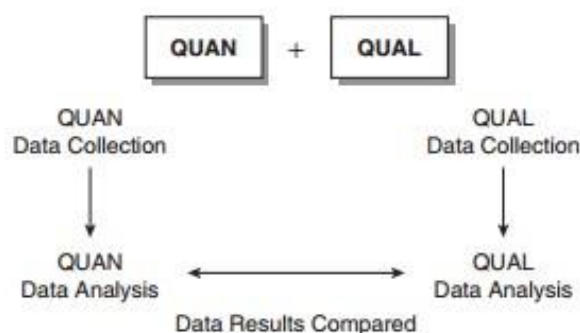 QUAN + QUAL
QUAN
Data Collection
QUAL
Data Collection
QUAN
Data Analysis
QUAL
Data Analysis
Data Results Compared